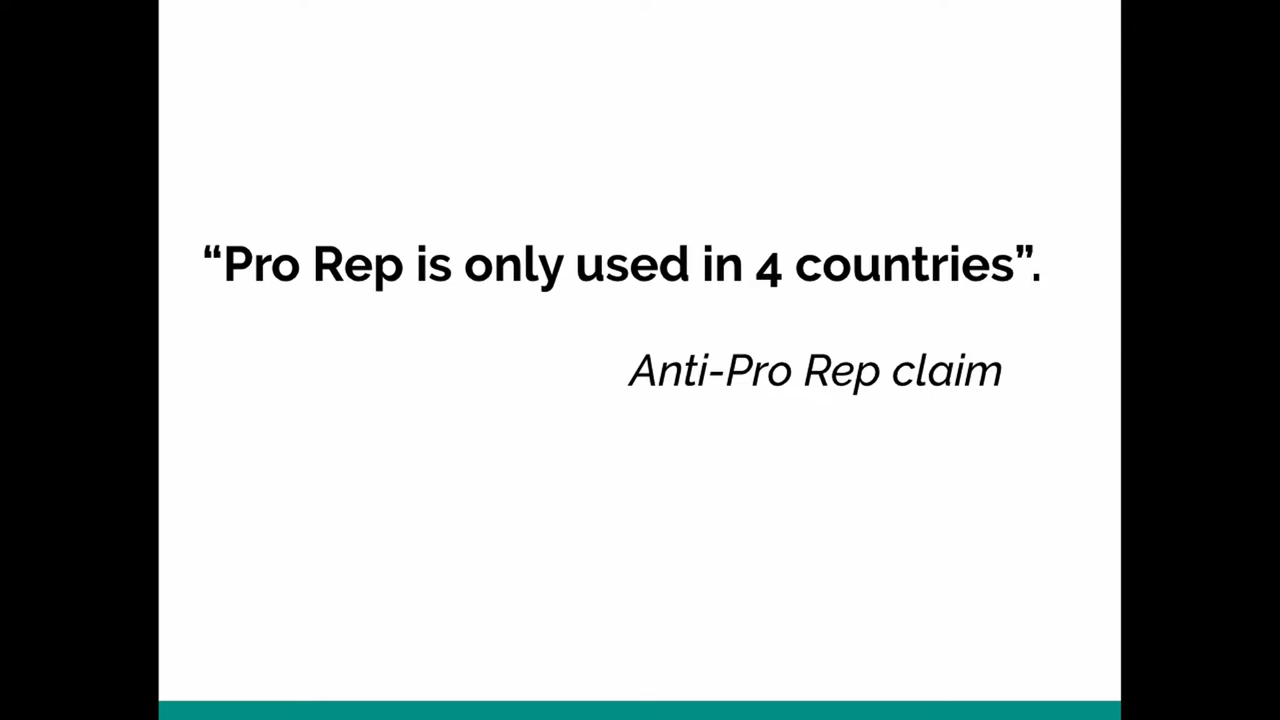 “Pro Rep is only used in 4 countries”.
Anti-Pro Rep claim